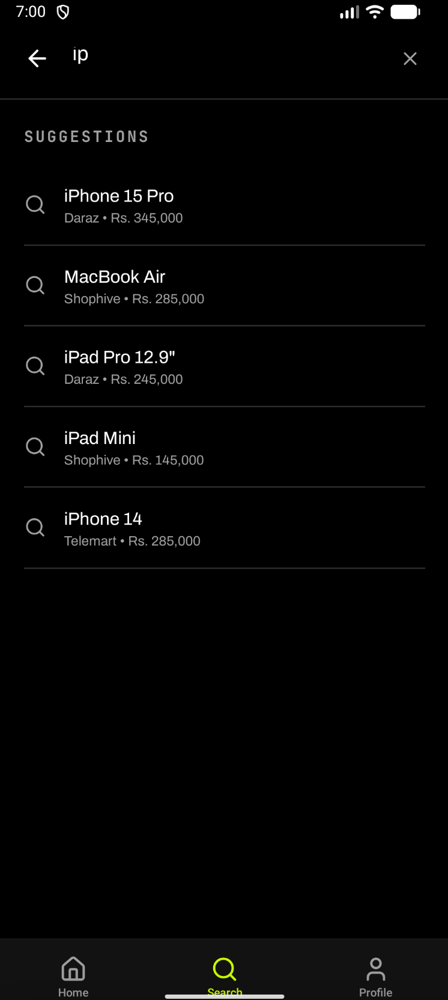 7:00
ip
SUGGESTIONS
iPhone 15 Pro
Daraz • Rs. 345,000
MacBook Air
Shophive • Rs. 285,000
iPad Pro 12.9"
Daraz • Rs. 245,000
iPad Mini
Shophive • Rs. 145,000
iPhone 14
Telemart • Rs. 285,000
Home Search Profile